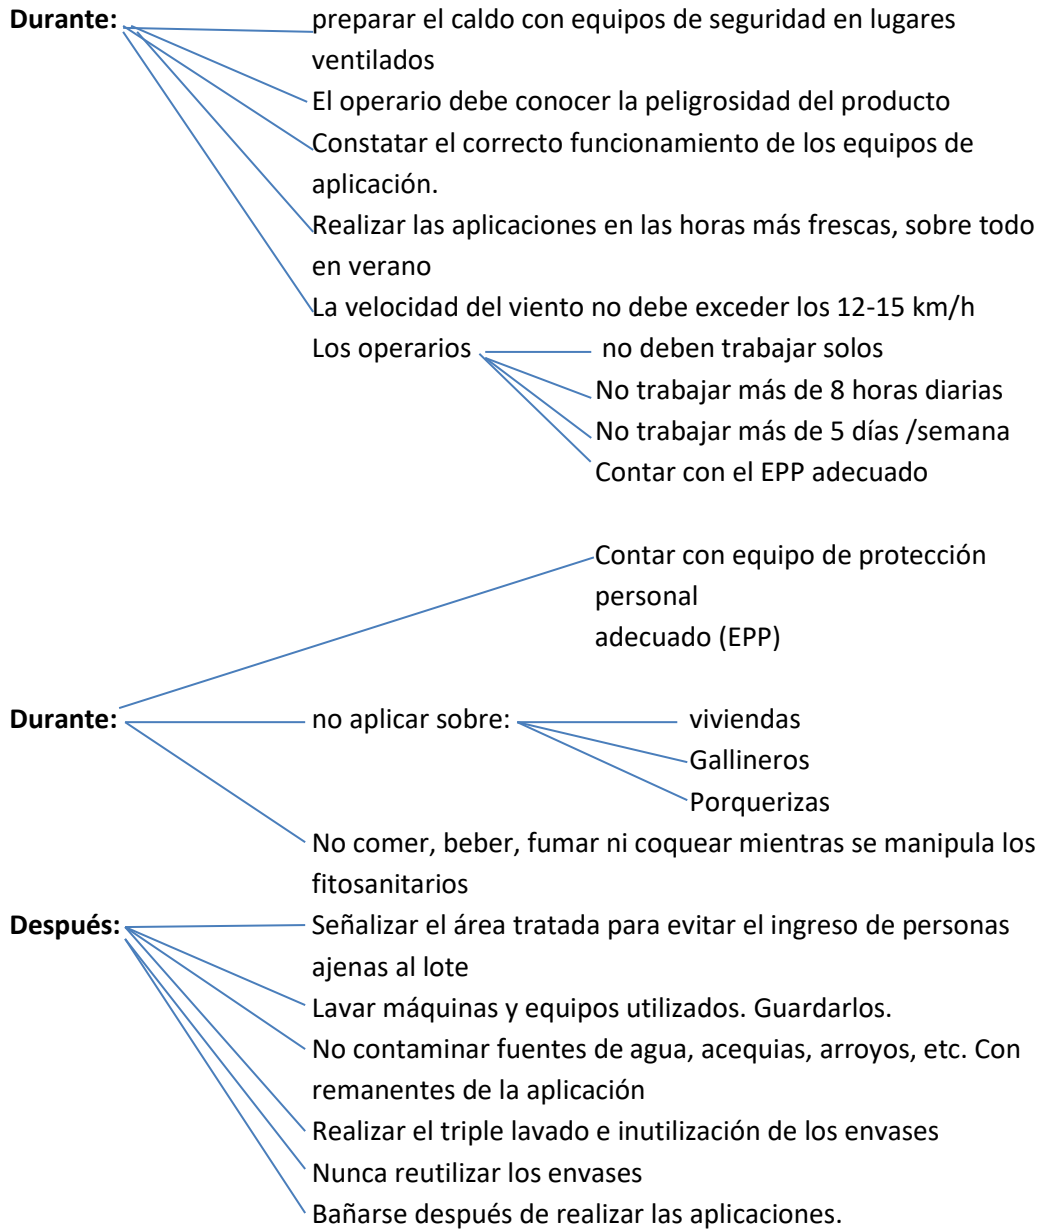 Durante: preparar el caldo con equipos de seguridad en lugares
ventilados
El operario debe conocer la peligrosidad del producto
Constatar el correcto funcionamiento de los equipos de
aplicación.
Realizar las aplicaciones en las horas más frescas, sobre todo
en verano
La velocidad del viento no debe exceder los 12-15 km/h
Los operarios no deben trabajar solos
No trabajar más de 8 horas diarias
No trabajar más de 5 días /semana
Contar con el EPP adecuado
Contar con equipo de protección
personal
adecuado (EPP)
Durante: no aplicar sobre: viviendas
Gallineros
Porquerizas
No comer, beber, fumar ni coquear mientras se manipula los
fitosanitarios
Después: Señalizar el área tratada para evitar el ingreso de personas
ajenas al lote
Lavar máquinas y equipos utilizados. Guardarlos.
No contaminar fuentes de agua, acequias, arroyos, etc. Con
remanentes de la aplicación
Realizar el triple lavado e inutilización de los envases
Nunca reutilizar los envases
Bañarse después de realizar las aplicaciones.